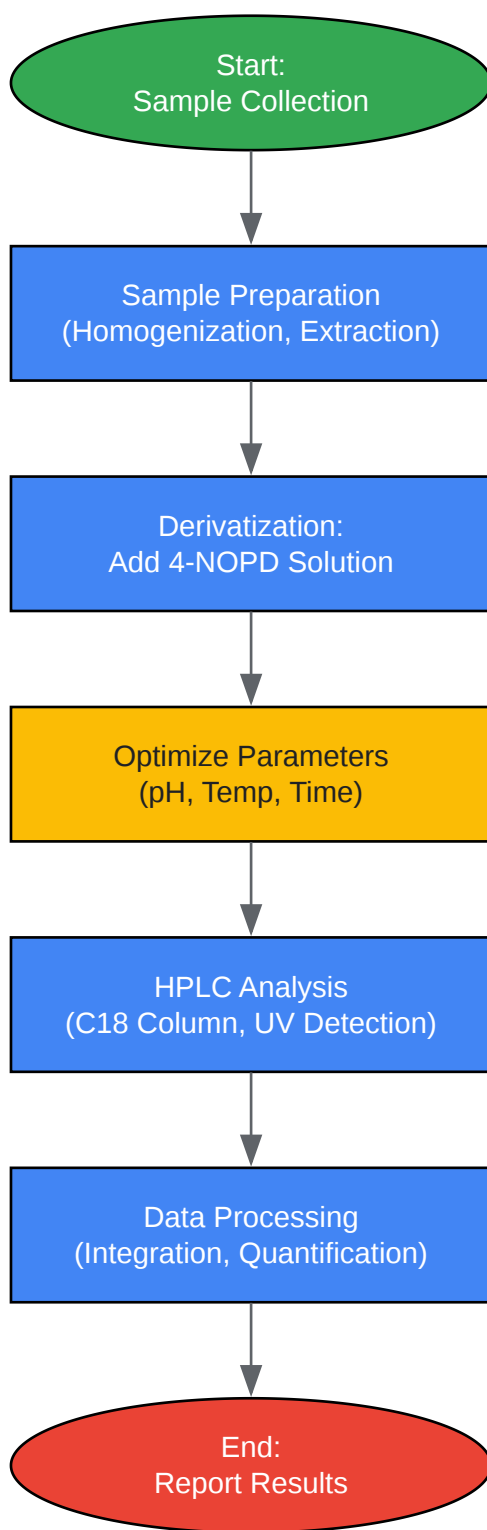 Start:
Sample Collection
Sample Preparation
(Homogenization, Extraction)
Derivatization:
Add 4-NOPD Solution
Optimize Parameters
(pH, Temp, Time)
HPLC Analysis
(C18 Column, UV Detection)
Data Processing
(Integration, Quantification)
End:
Report Results